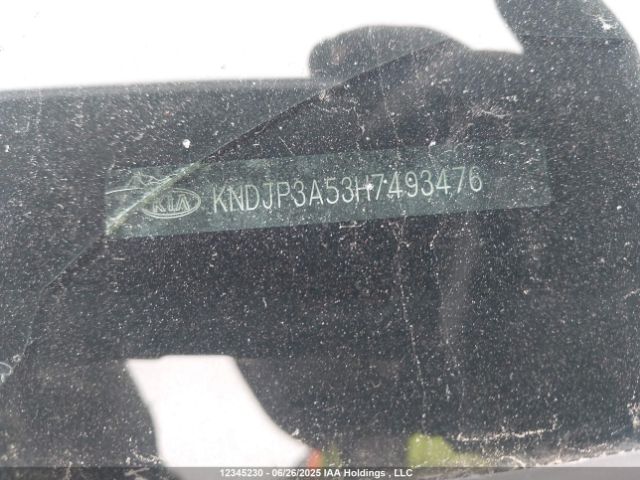 KIA KNDJP3A53H7493476
12345230 - 06/26/2025 IAA Holdings , LLC